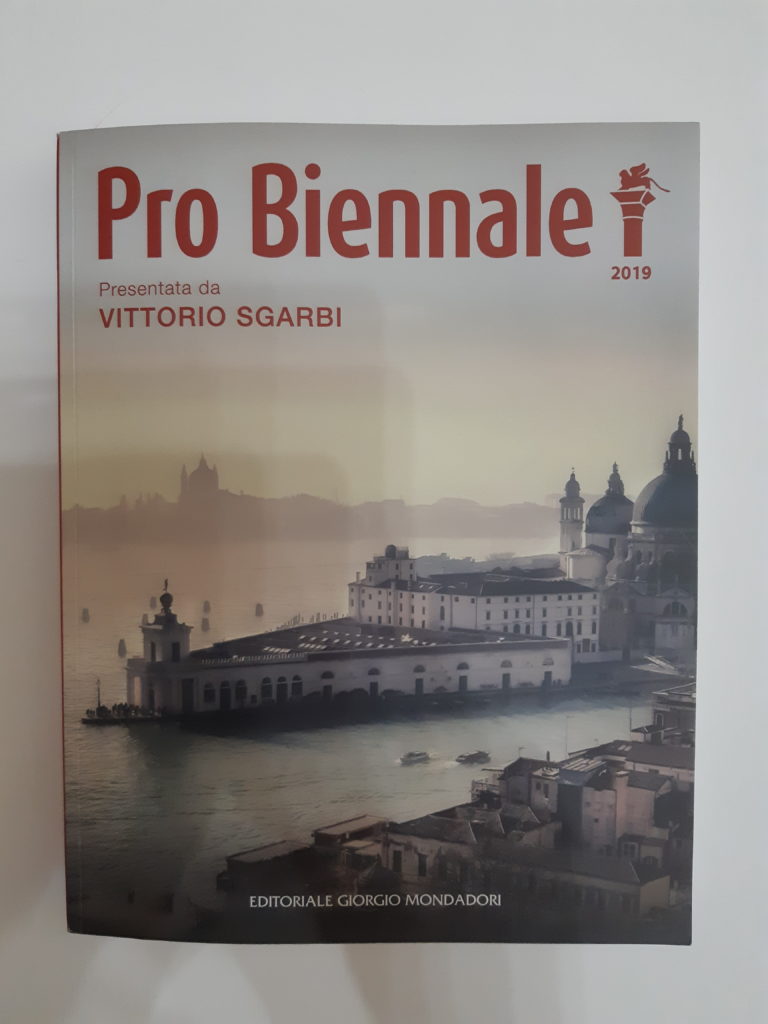 Pro Biennale
2019
Presentata da
VITTORIO SGARBI
EDITORIALE GIORGIO MONDADORI